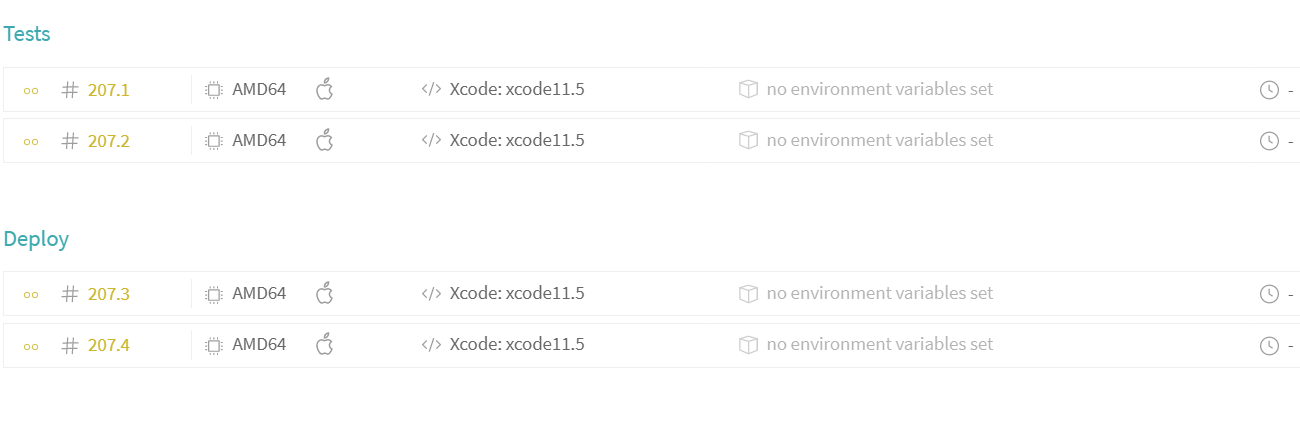 Tests
# 207.1 AMD64 </> Xcode: xcode11.5 no environment variables set -
# 207.2 AMD64 </> Xcode: xcode11.5 no environment variables set -
Deploy
# 207.3 AMD64 </> Xcode: xcode11.5 no environment variables set -
# 207.4 AMD64 </> Xcode: xcode11.5 no environment variables set -